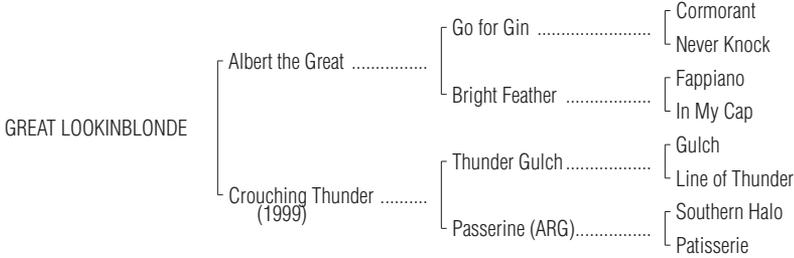 Cormorant
Go for Gin ........................
Never Knock
Albert the Great ................
Fappiano
Bright Feather ..................
In My Cap
GREAT LOOKINBLONDE
Gulch
Thunder Gulch..................
Line of Thunder
Crouching Thunder ..........
(1999)
Southern Halo
Passerine (ARG)................
Patisserie